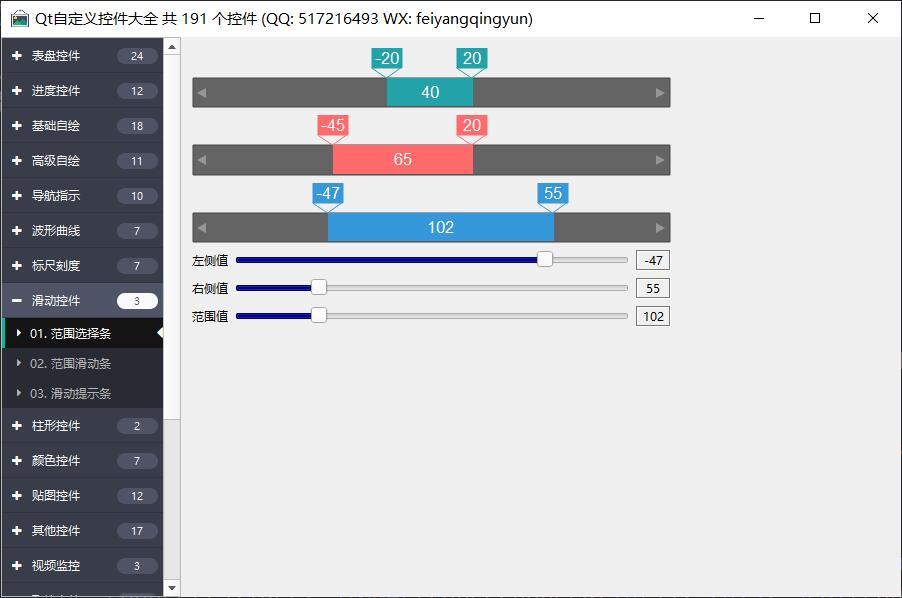 Qt自定义控件大全 共 191 个控件 (QQ: 517216493 WX: feiyangqingyun)
表盘控件 24
进度控件 12
基础自绘 18
高级自绘 11
导航指示 10
波形曲线 7
标尺刻度 7
滑动控件 3
01. 范围选择条
02. 范围滑动条
03. 滑动提示条
柱形控件 2
颜色控件 7
贴图控件 12
其他控件 17
视频监控 3
-20 20
40
-45 20
65
-47 55
102
左侧值 -47
右侧值 55
范围值 102